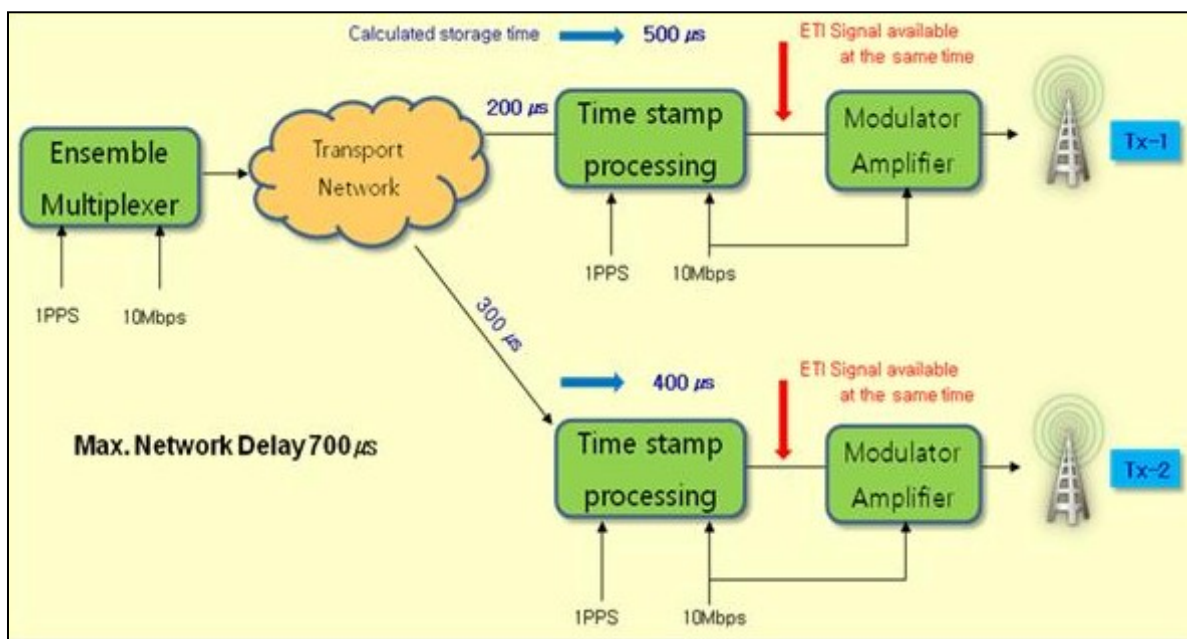 Calculated storage time
500 μs
ETI Signal available
at the same time
200 μs
Ensemble
Multiplexer
Transport
Network
Time stamp
processing
Modulator
Amplifier
Tx-1
1PPS
10Mbps
1PPS
10Mbps
300 μs
400 μs
ETI Signal available
at the same time
Max. Network Delay 700 μs
Time stamp
processing
Modulator
Amplifier
Tx-2
1PPS
10Mbps